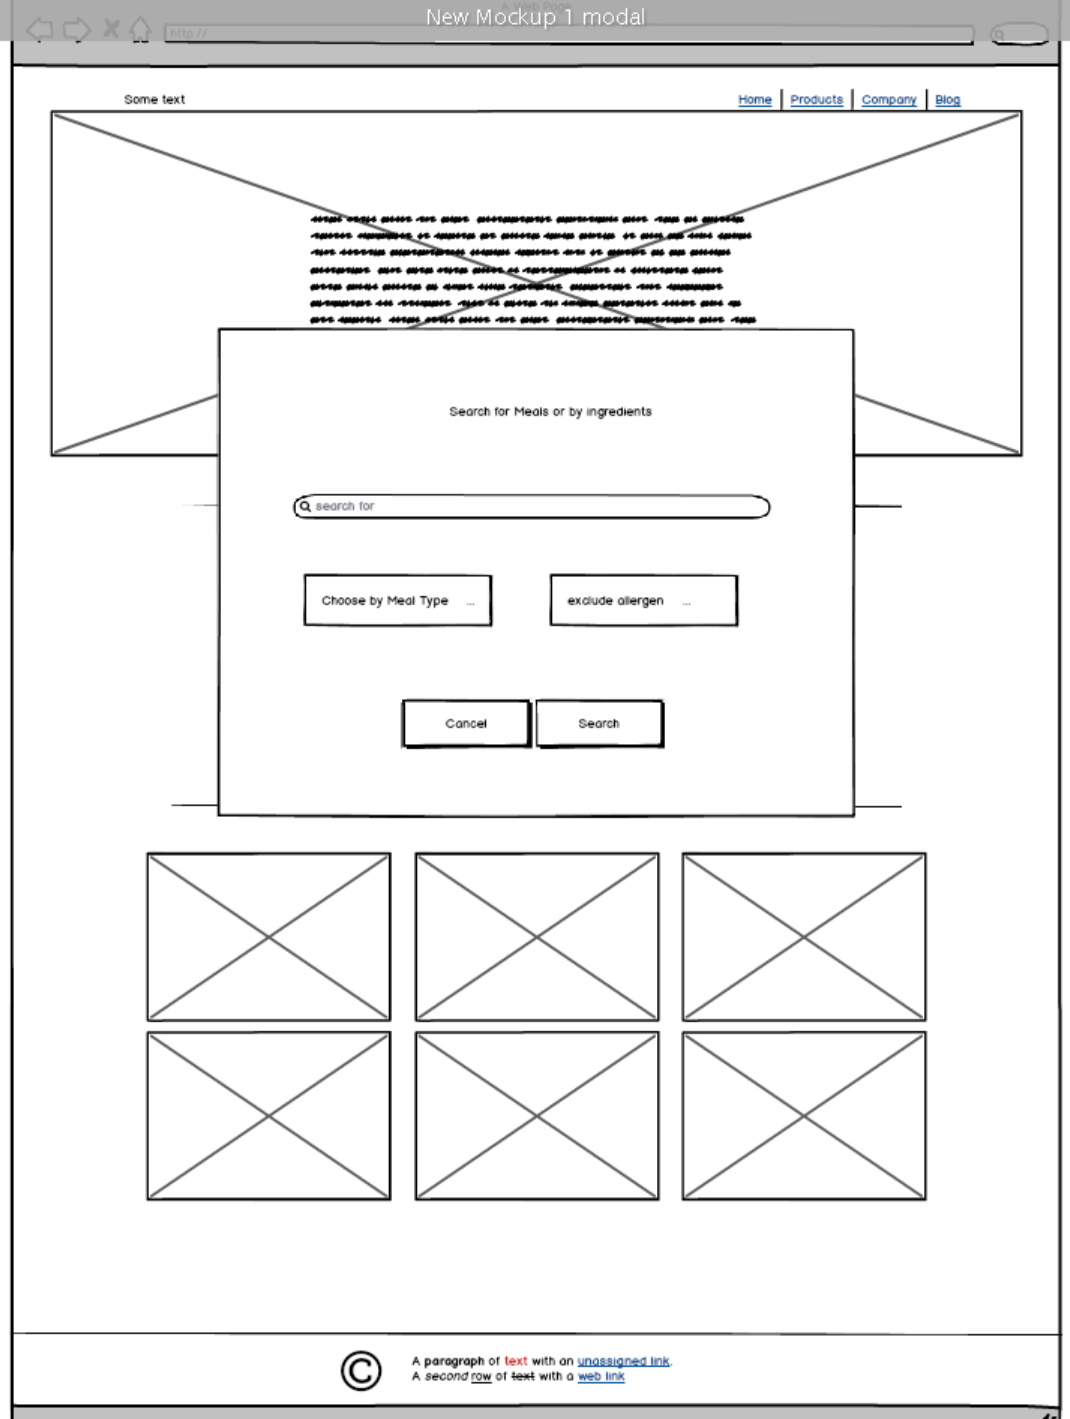 New Mockup 1 modal
http://
Some text
Home Products Company Blog
Search for Meals or by ingredients
search for
Choose by Meal Type ... exclude allergen ...
Cancel Search
A paragraph of text with an unassigned link.
A second row of text with a web link